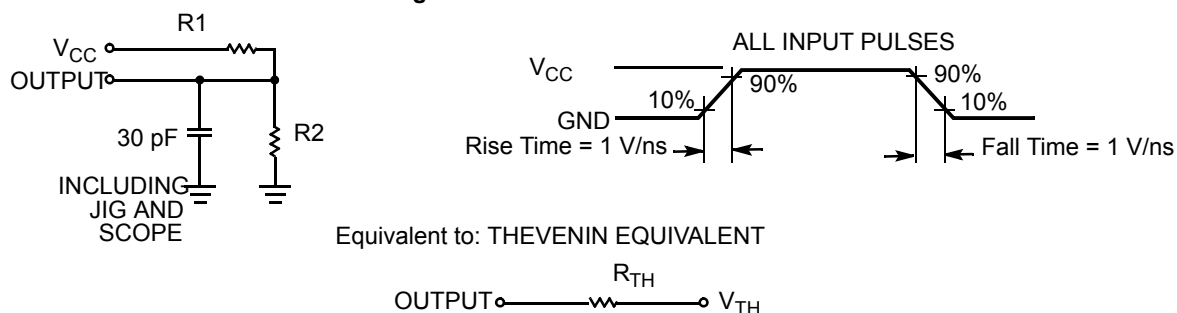 R1
VCC
OUTPUT
30 pF
R2
INCLUDING
JIG AND
SCOPE
ALL INPUT PULSES
VCC
GND
10%
90%
90%
10%
Rise Time = 1 V/ns
Fall Time = 1 V/ns
Equivalent to: THEVENIN EQUIVALENT
RTH
OUTPUT
VTH